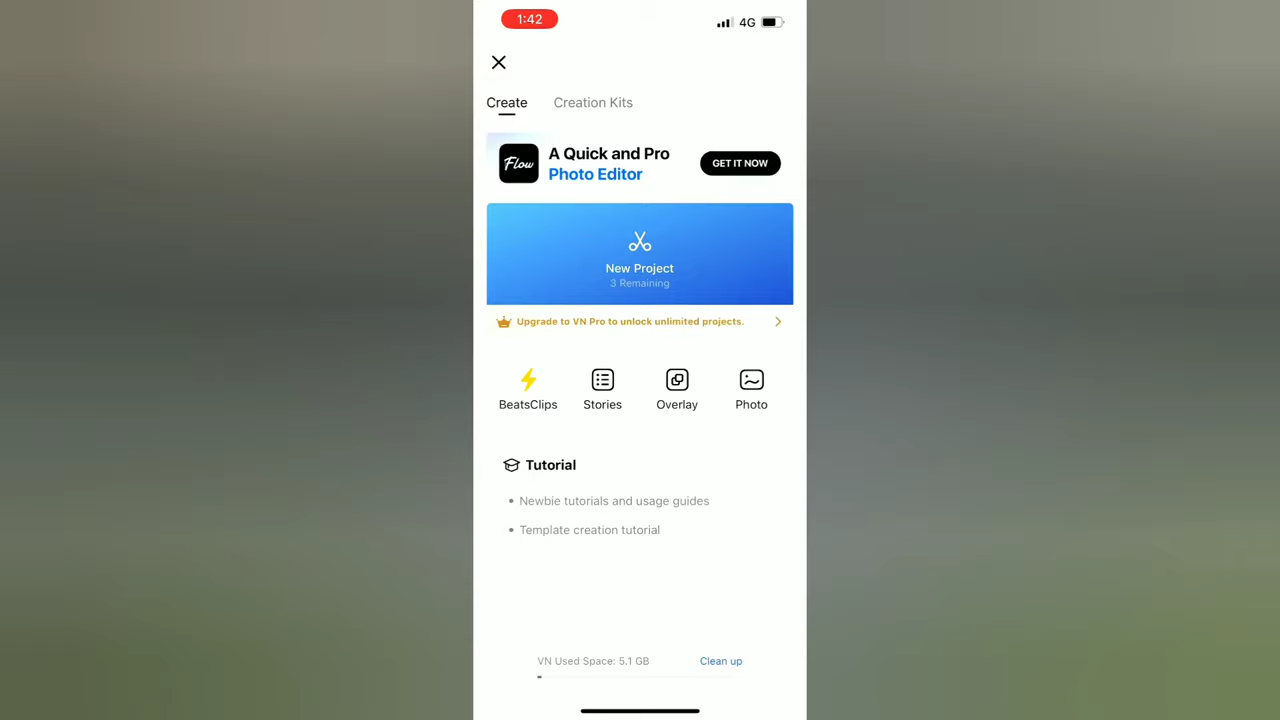 1:42
4G
Create
Creation Kits
Flow
A Quick and Pro
Photo Editor
GET IT NOW
New Project
3 Remaining
Upgrade to VN Pro to unlock unlimited projects.
BeatsClips
Stories
Overlay
Photo
Tutorial
• Newbie tutorials and usage guides
• Template creation tutorial
VN Used Space: 5.1 GB
Clean up